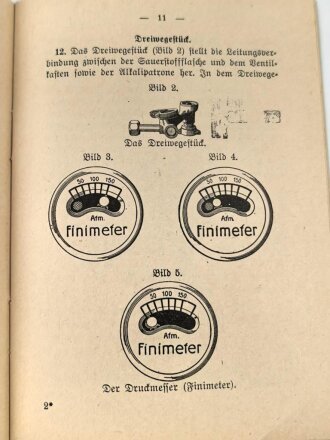 — 11 —
Dreiwegestück.
12. Das Dreiwegestück (Bild 2) stellt die Leitungsver-
bindung zwischen der Sauerstoffflasche und dem Ventil-
kasten sowie der Alkalipatrone her. In dem Dreiwege-
Bild 2.
Das Dreiwegestück.
Bild 3.
Bild 4.
50 100 150
Atm.
Finimeter
50 100 150
Atm.
Finimeter
Bild 5.
50 100 150
Atm.
Finimeter
Der Druckmesser (Finimeter).
2*